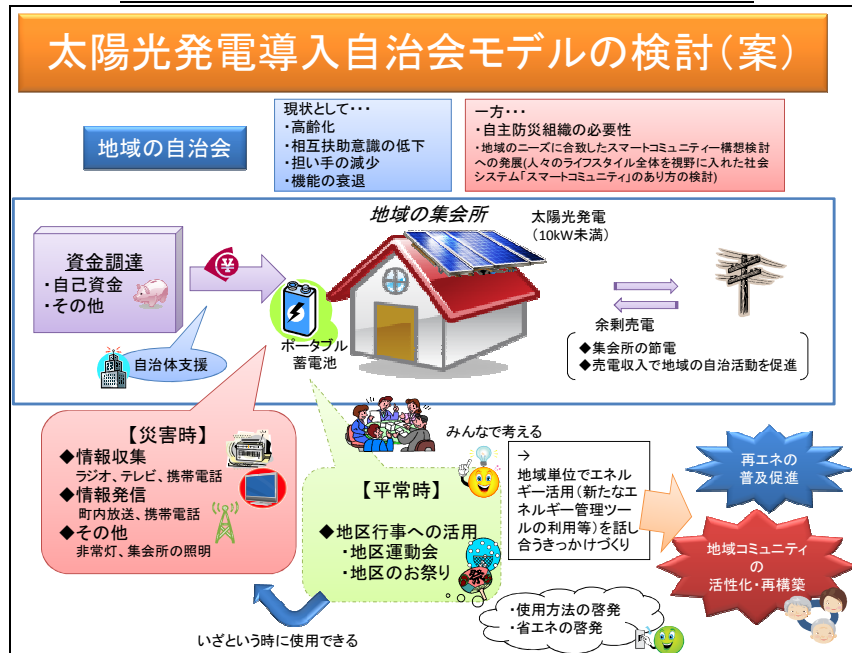 太陽光発電導入自治会モデルの検討(案)
地域の自治会
現状として・・・
・高齢化
・相互扶助意識の低下
・担い手の減少
・機能の衰退
一方・・・
・自主防災組織の必要性
・地域のニーズに合致したスマートコミュニティー構想検討
への発展(人々のライフスタイル全体を視野に入れた社会
システム「スマートコミュニティ」のあり方の検討)
資金調達
・自己資金
・その他
¥
自治体支援
地域の集会所
太陽光発電
(10kW未満)
ポータブル
蓄電池
余剰売電
◆集会所の節電
◆売電収入で地域の自治活動を促進
【災害時】
◆情報収集
ラジオ、テレビ、携帯電話
◆情報発信
町内放送、携帯電話
◆その他
非常灯、集会所の照明
みんなで考える
【平常時】
◆地区行事への活用
・地区運動会
・地区のお祭り
祭
→
地域単位でエネル
ギー活用(新たなエ
ネルギー管理ツー
ルの利用等)を話し
合うきっかけづくり
再エネの
普及促進
地域コミュニティ
の
活性化・再構築
いざという時に使用できる
・使用方法の啓発
・省エネの啓発